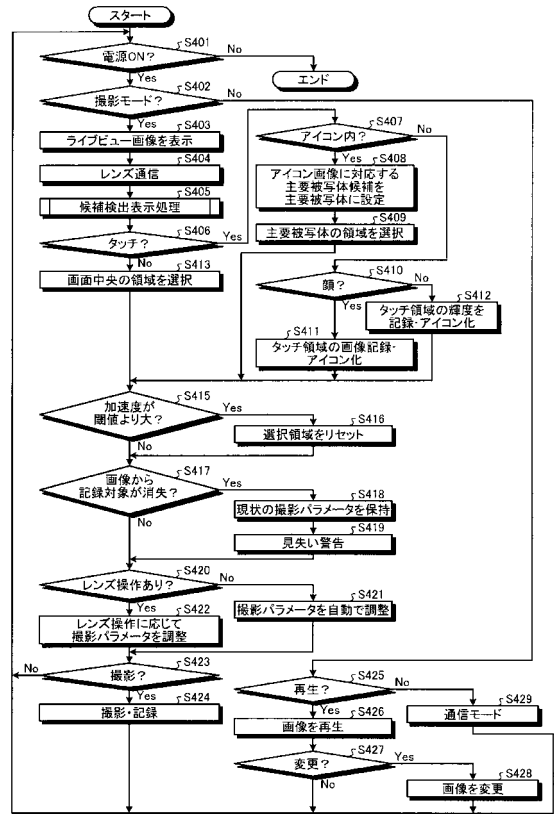 スタート
S401
電源ON？
No
エンド
Yes
S402
撮影モード？
No
Yes
S403
ライブビュー画像を表示
S404
レンズ通信
S405
候補検出表示処理
S406
タッチ？
Yes
No
S413
画面中央の領域を選択
S407
アイコン内？
No
Yes
S408
アイコン画像に対応する
主要被写体候補を
主要被写体に設定
S409
主要被写体の領域を選択
S410
顔？
No
Yes
S412
タッチ領域の輝度を
記録・アイコン化
S411
タッチ領域の画像記録・
アイコン化
S415
加速度が
閾値より大？
Yes
No
S416
選択領域をリセット
S417
画像から
記録対象が消失？
Yes
No
S418
現状の撮影パラメータを保持
S419
見失い警告
S420
レンズ操作あり？
No
Yes
S421
撮影パラメータを自動で調整
S422
レンズ操作に応じて
撮影パラメータを調整
S423
撮影？
No
Yes
S424
撮影・記録
S425
再生？
No
Yes
S429
通信モード
S426
画像を再生
S427
変更？
Yes
No
S428
画像を変更